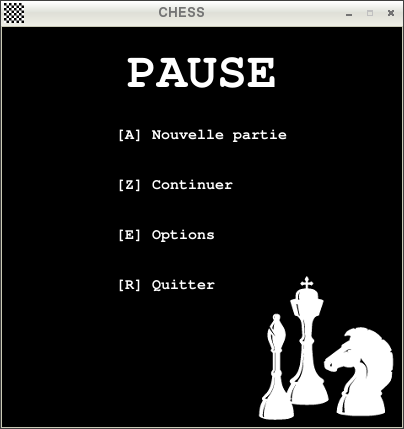 CHESS
PAUSE
[A] Nouvelle partie
[Z] Continuer
[E] Options
[R] Quitter